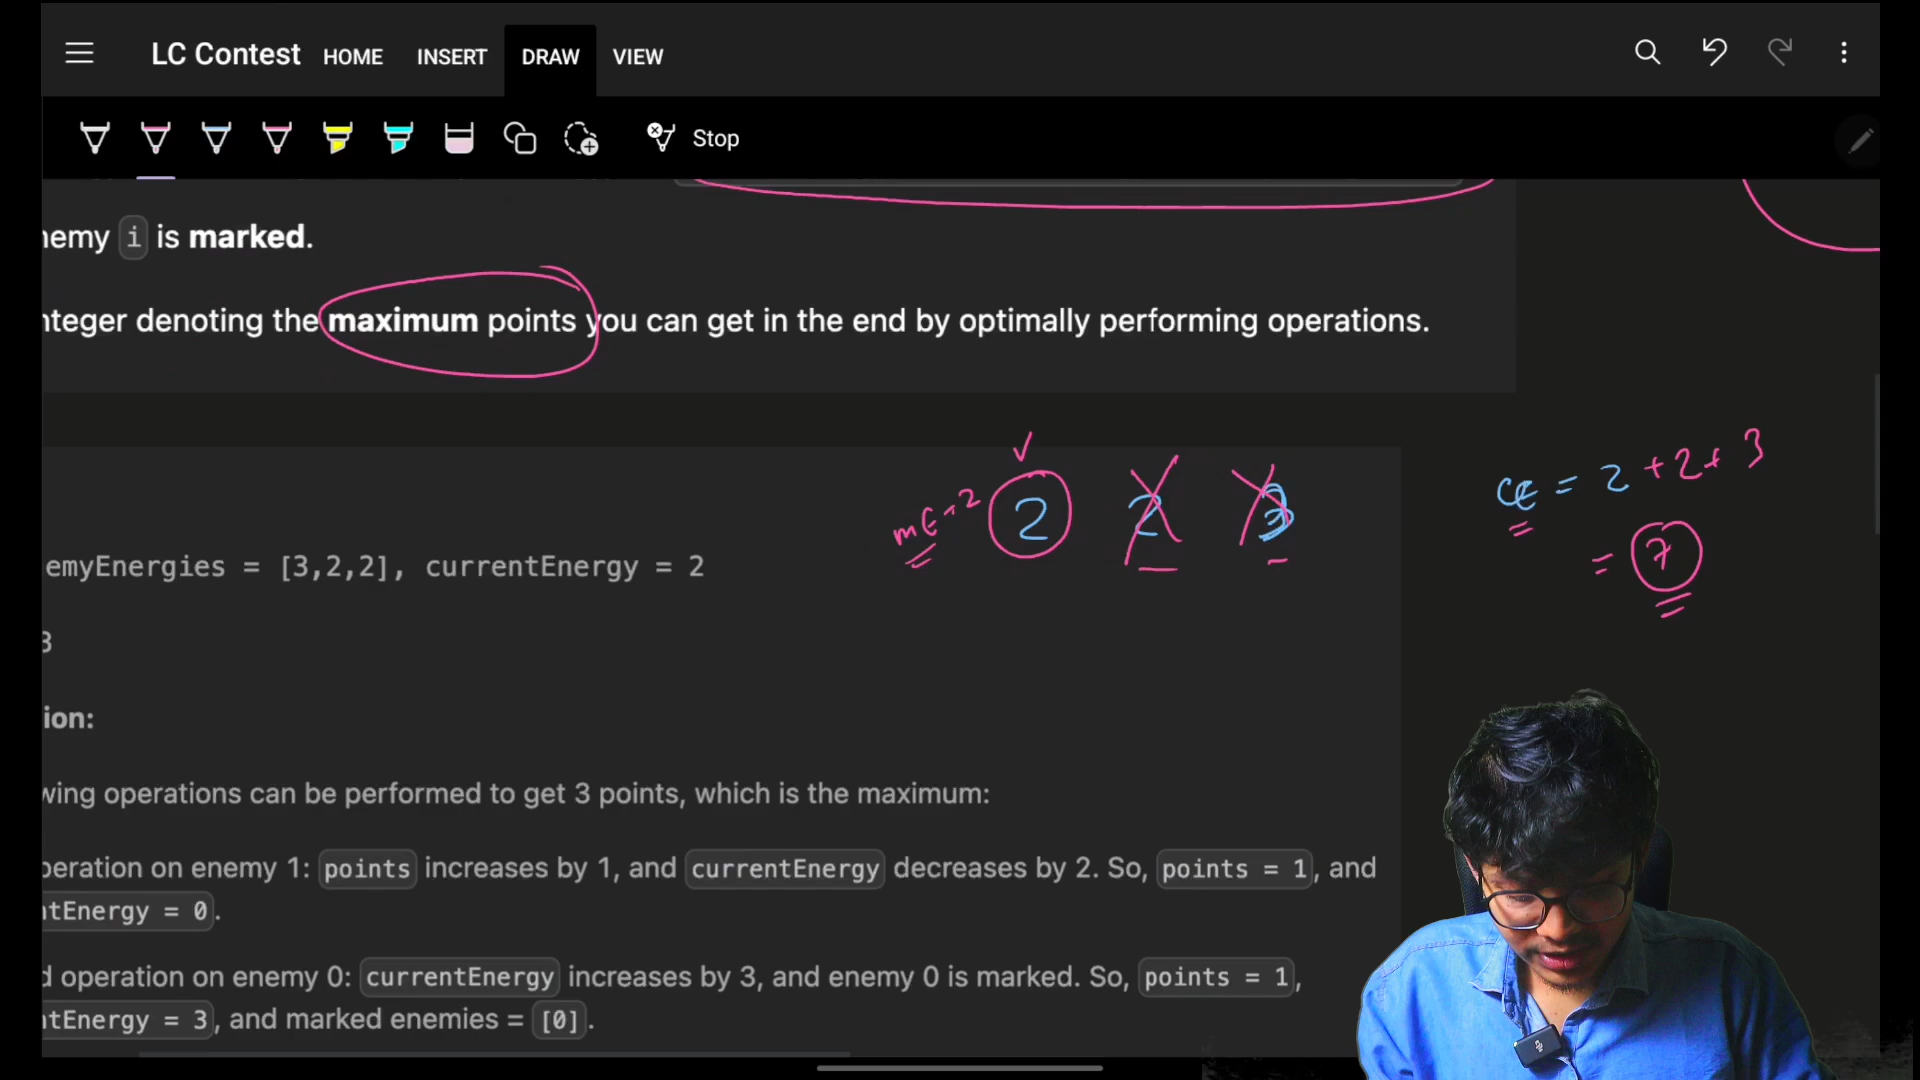 LC Contest HOME INSERT DRAW VIEW
Stop
nemy i is marked.
nteger denoting the maximum points you can get in the end by optimally performing operations.
✓
mE = 2 2 2 3
CE = 2 + 2 + 3
= 7
emyEnergies = [3,2,2], currentEnergy = 2
3
ion:
wing operations can be performed to get 3 points, which is the maximum:
peration on enemy 1: points increases by 1, and currentEnergy decreases by 2. So, points = 1, and
ntEnergy = 0.
d operation on enemy 0: currentEnergy increases by 3, and enemy 0 is marked. So, points = 1,
ntEnergy = 3, and marked enemies = [0].